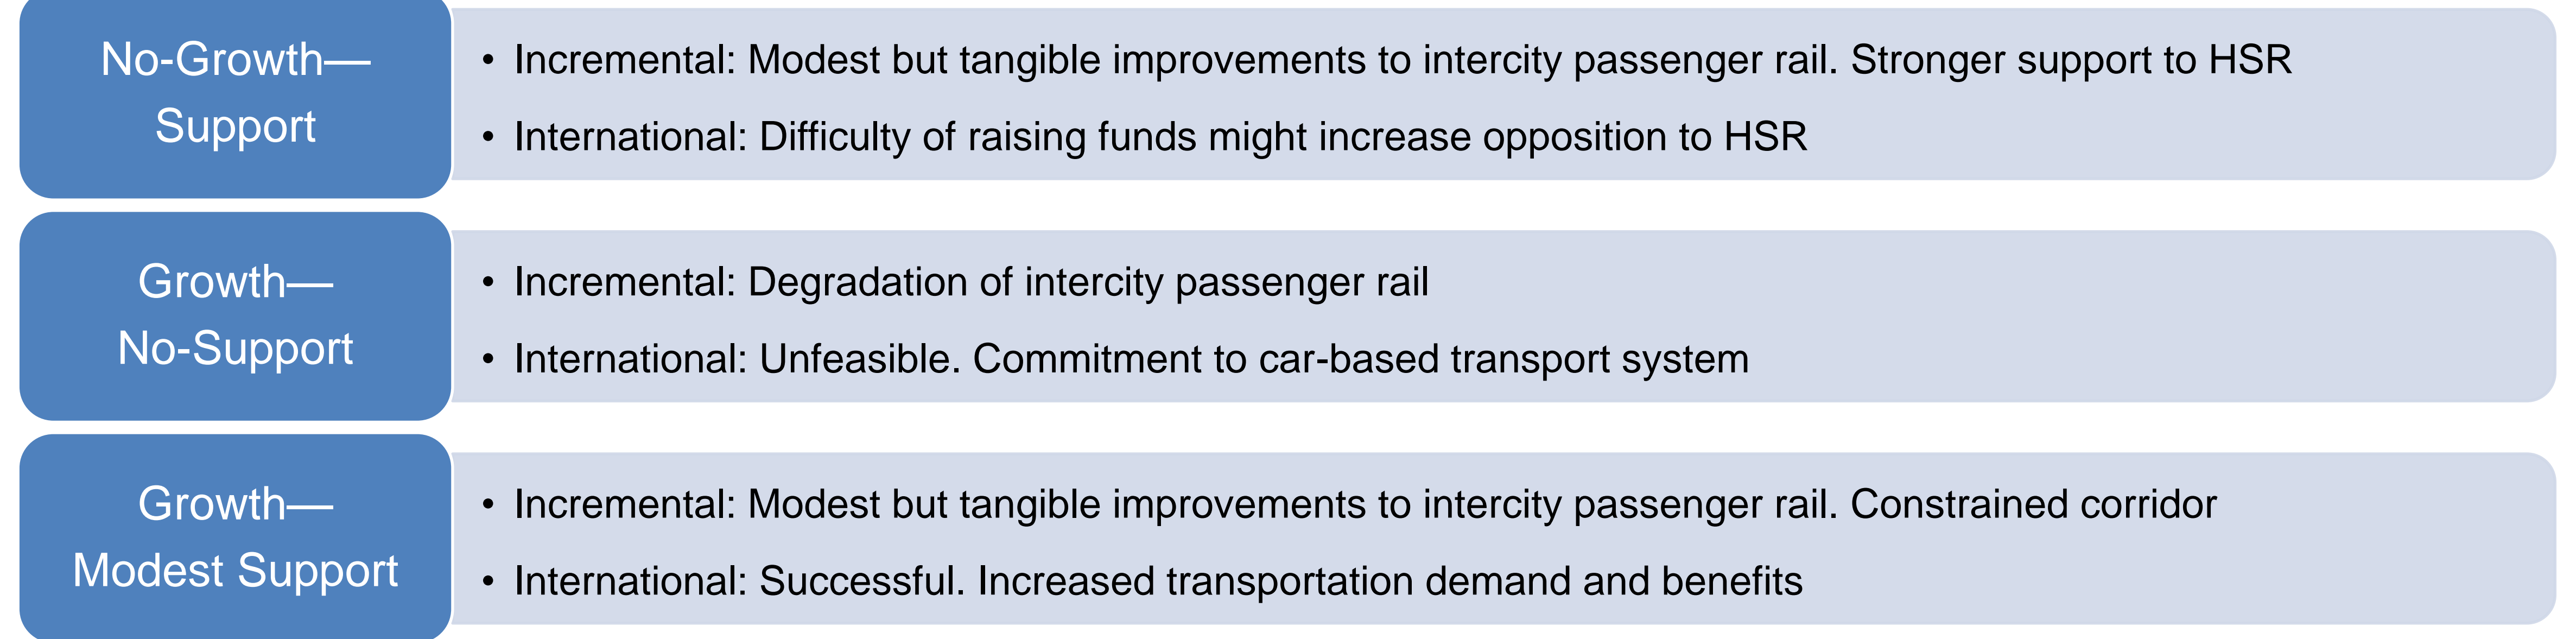 No-Growth—
Support
• Incremental: Modest but tangible improvements to intercity passenger rail. Stronger support to HSR
• International: Difficulty of raising funds might increase opposition to HSR
Growth—
No-Support
• Incremental: Degradation of intercity passenger rail
• International: Unfeasible. Commitment to car-based transport system
Growth—
Modest Support
• Incremental: Modest but tangible improvements to intercity passenger rail. Constrained corridor
• International: Successful. Increased transportation demand and benefits